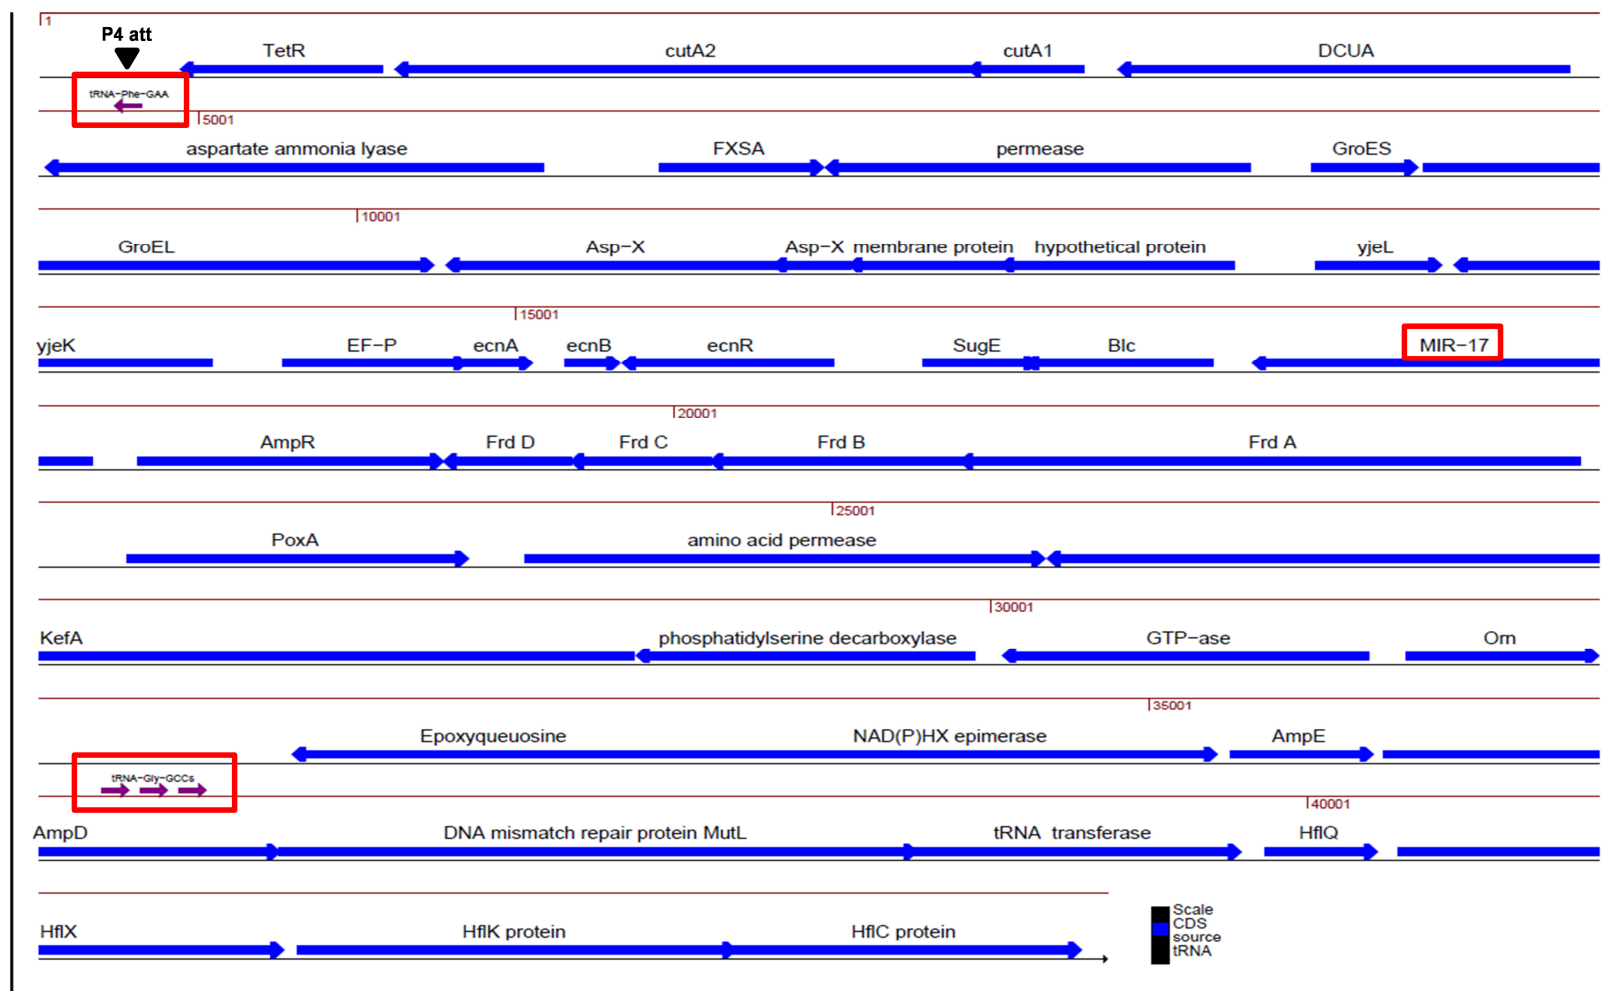 1
P4 att
TetR cutA2 cutA1 DCUA
tRNA-Phe-GAA
5001
aspartate ammonia lyase FXSA permease GroES
10001
GroEL Asp-X Asp-X membrane protein hypothetical protein yjeL
15001
yjeK EF-P ecnA ecnB ecnR SugE Blc MIR-17
20001
AmpR Frd D Frd C Frd B Frd A
25001
PoxA amino acid permease
30001
KefA phosphatidylserine decarboxylase GTP-ase Orn
35001
Epoxyqueuosine NAD(P)HX epimerase AmpE
tRNA-Gly-GCCs
40001
AmpD DNA mismatch repair protein MutL tRNA transferase HflQ
HflX HflK protein HflC protein
Scale
CDS
source
tRNA